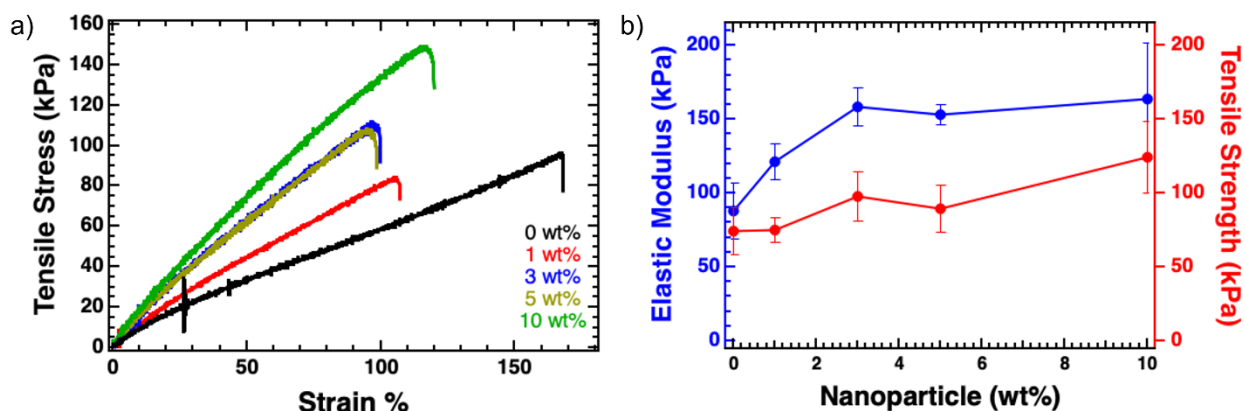 a)
Tensile Stress (kPa)
160
140
120
100
80
60
40
20
0
0 wt%
1 wt%
3 wt%
5 wt%
10 wt%
0 50 100 150
Strain %
b)
Elastic Modulus (kPa)
200
150
100
50
0
Tensile Strength (kPa)
200
150
100
50
0
0 2 4 6 8 10
Nanoparticle (wt%)